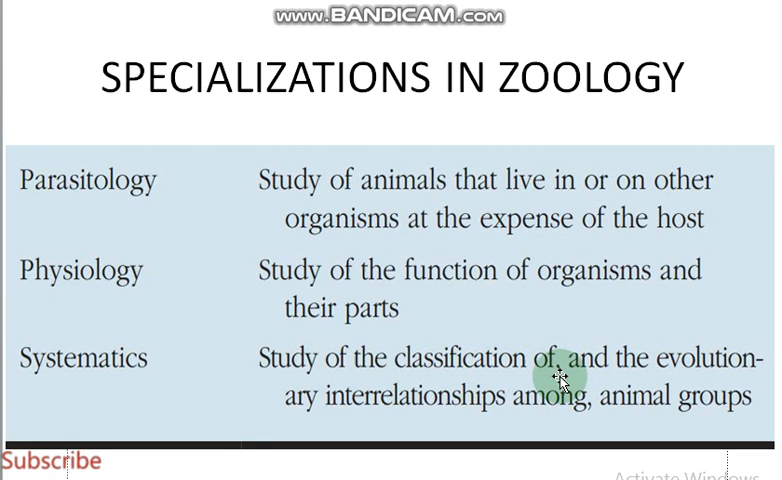 www.BANDICAM.com
SPECIALIZATIONS IN ZOOLOGY
Parasitology Study of animals that live in or on other
organisms at the expense of the host
Physiology Study of the function of organisms and
their parts
Systematics Study of the classification of, and the evolution-
ary interrelationships among, animal groups
Subscribe
Activate Windows